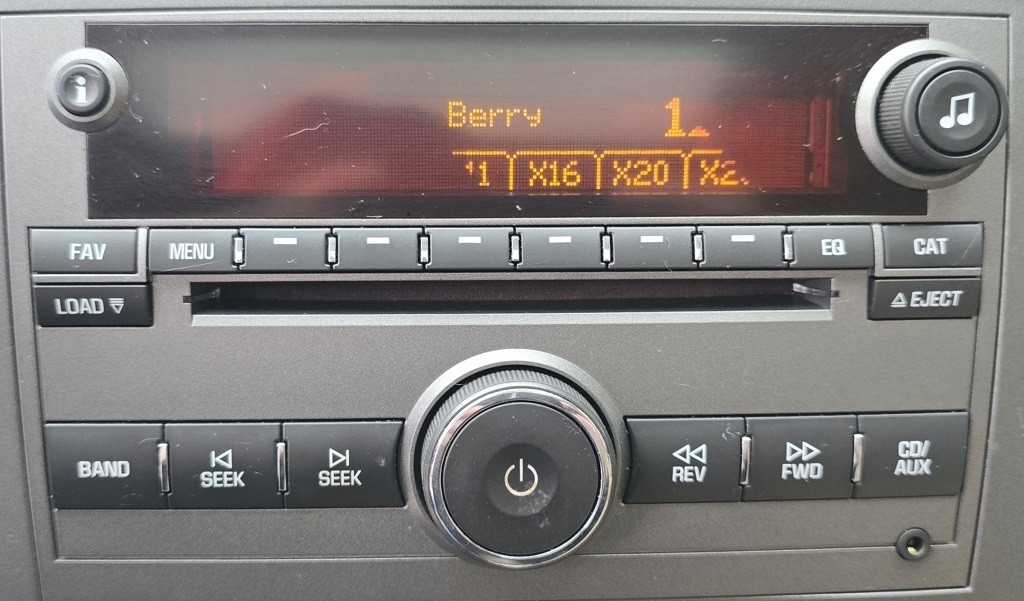 i
Berry 1
1 X16 X20 X2
FAV MENU EQ CAT
LOAD EJECT
BAND SEEK SEEK REV FWD CD/
AUX